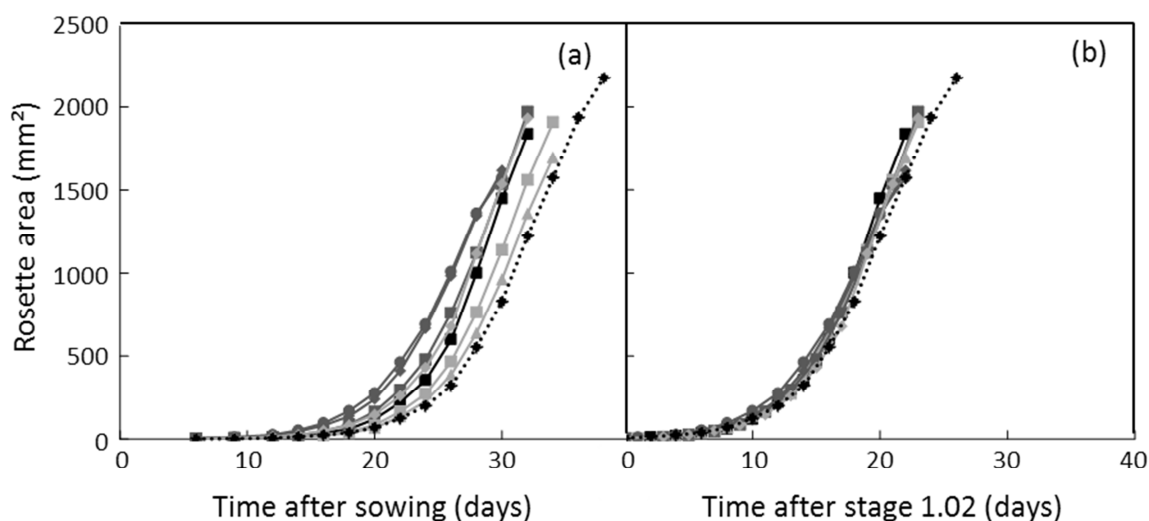 (a)
(b)
2500
2000
1500
1000
500
0
Rosette area (mm²)
0 10 20 30 0 10 20 30 40
Time after sowing (days)
Time after stage 1.02 (days)